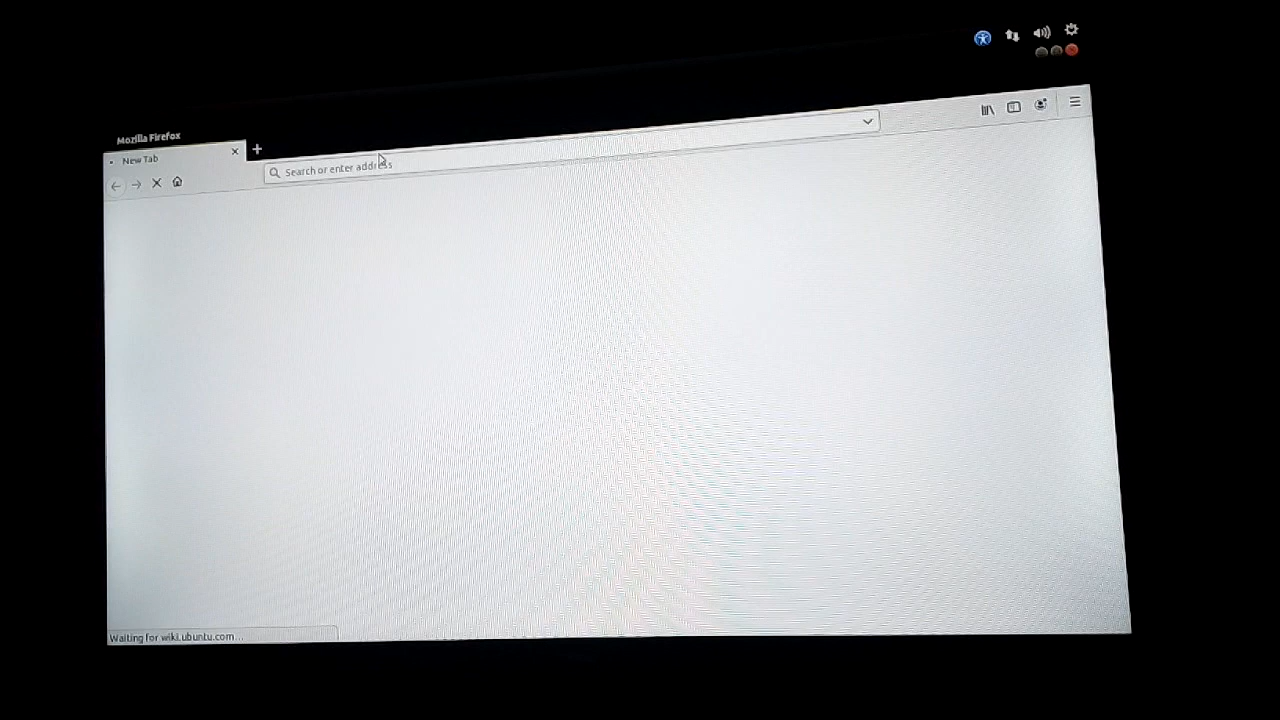 Mozilla Firefox
New Tab
Search or enter address
Waiting for wiki.ubuntu.com...